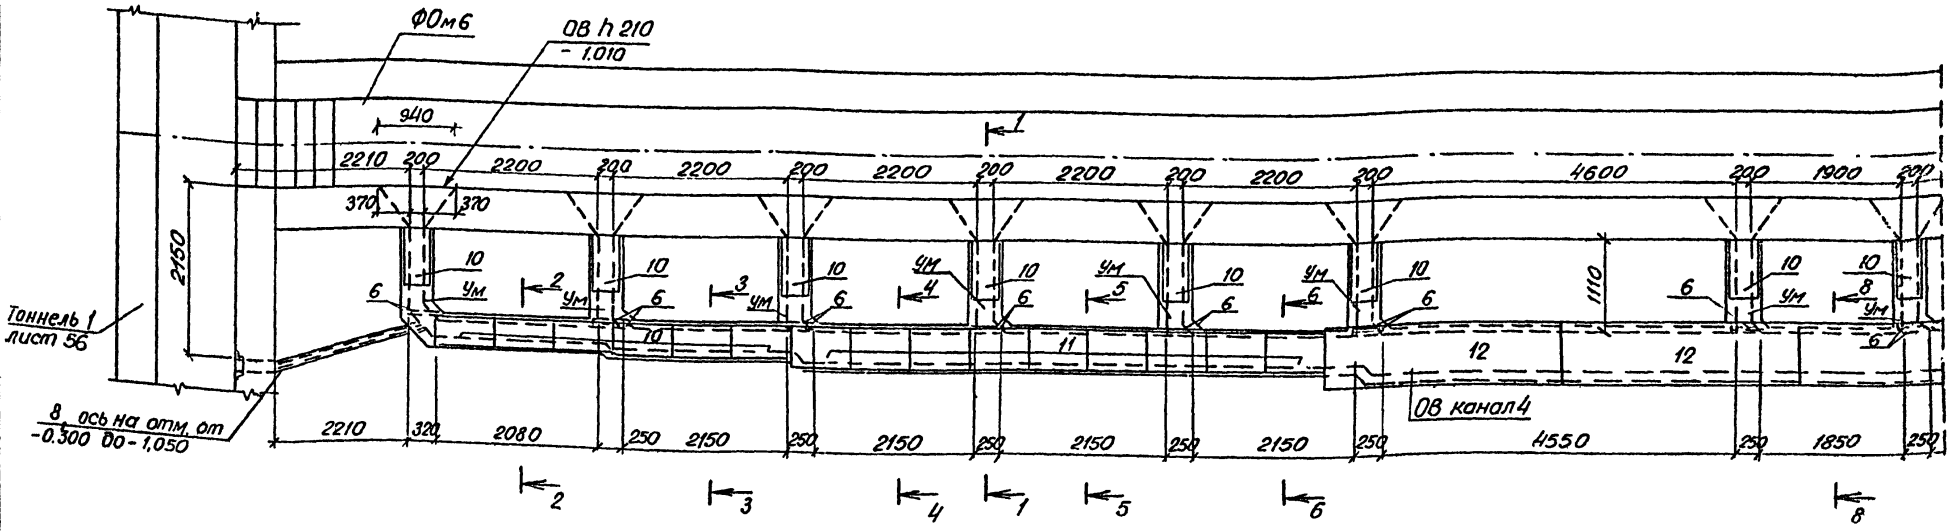 ФОм6
ОВ h 210
- 1.010
940
1
2210 200 2200 200 2200 200 2200 200 2200 200 2200 200 4600 200 1900 200
370 370
2150
10 10 10 10 10 10 10 10
ум ум ум
2 3 4 5 6 8
1110
6 ум ум 6 ум 6 6 6 6 6 ум ум
6
Тоннель 1
лист 56
10 11 12 12
ОВ канал 4
8, ось на отм. от
-0.300 до -1,050
2210 320 2080 250 2150 250 2150 250 2150 250 2150 250 4550 250 1850 250
2 3 4 1 5 6 8